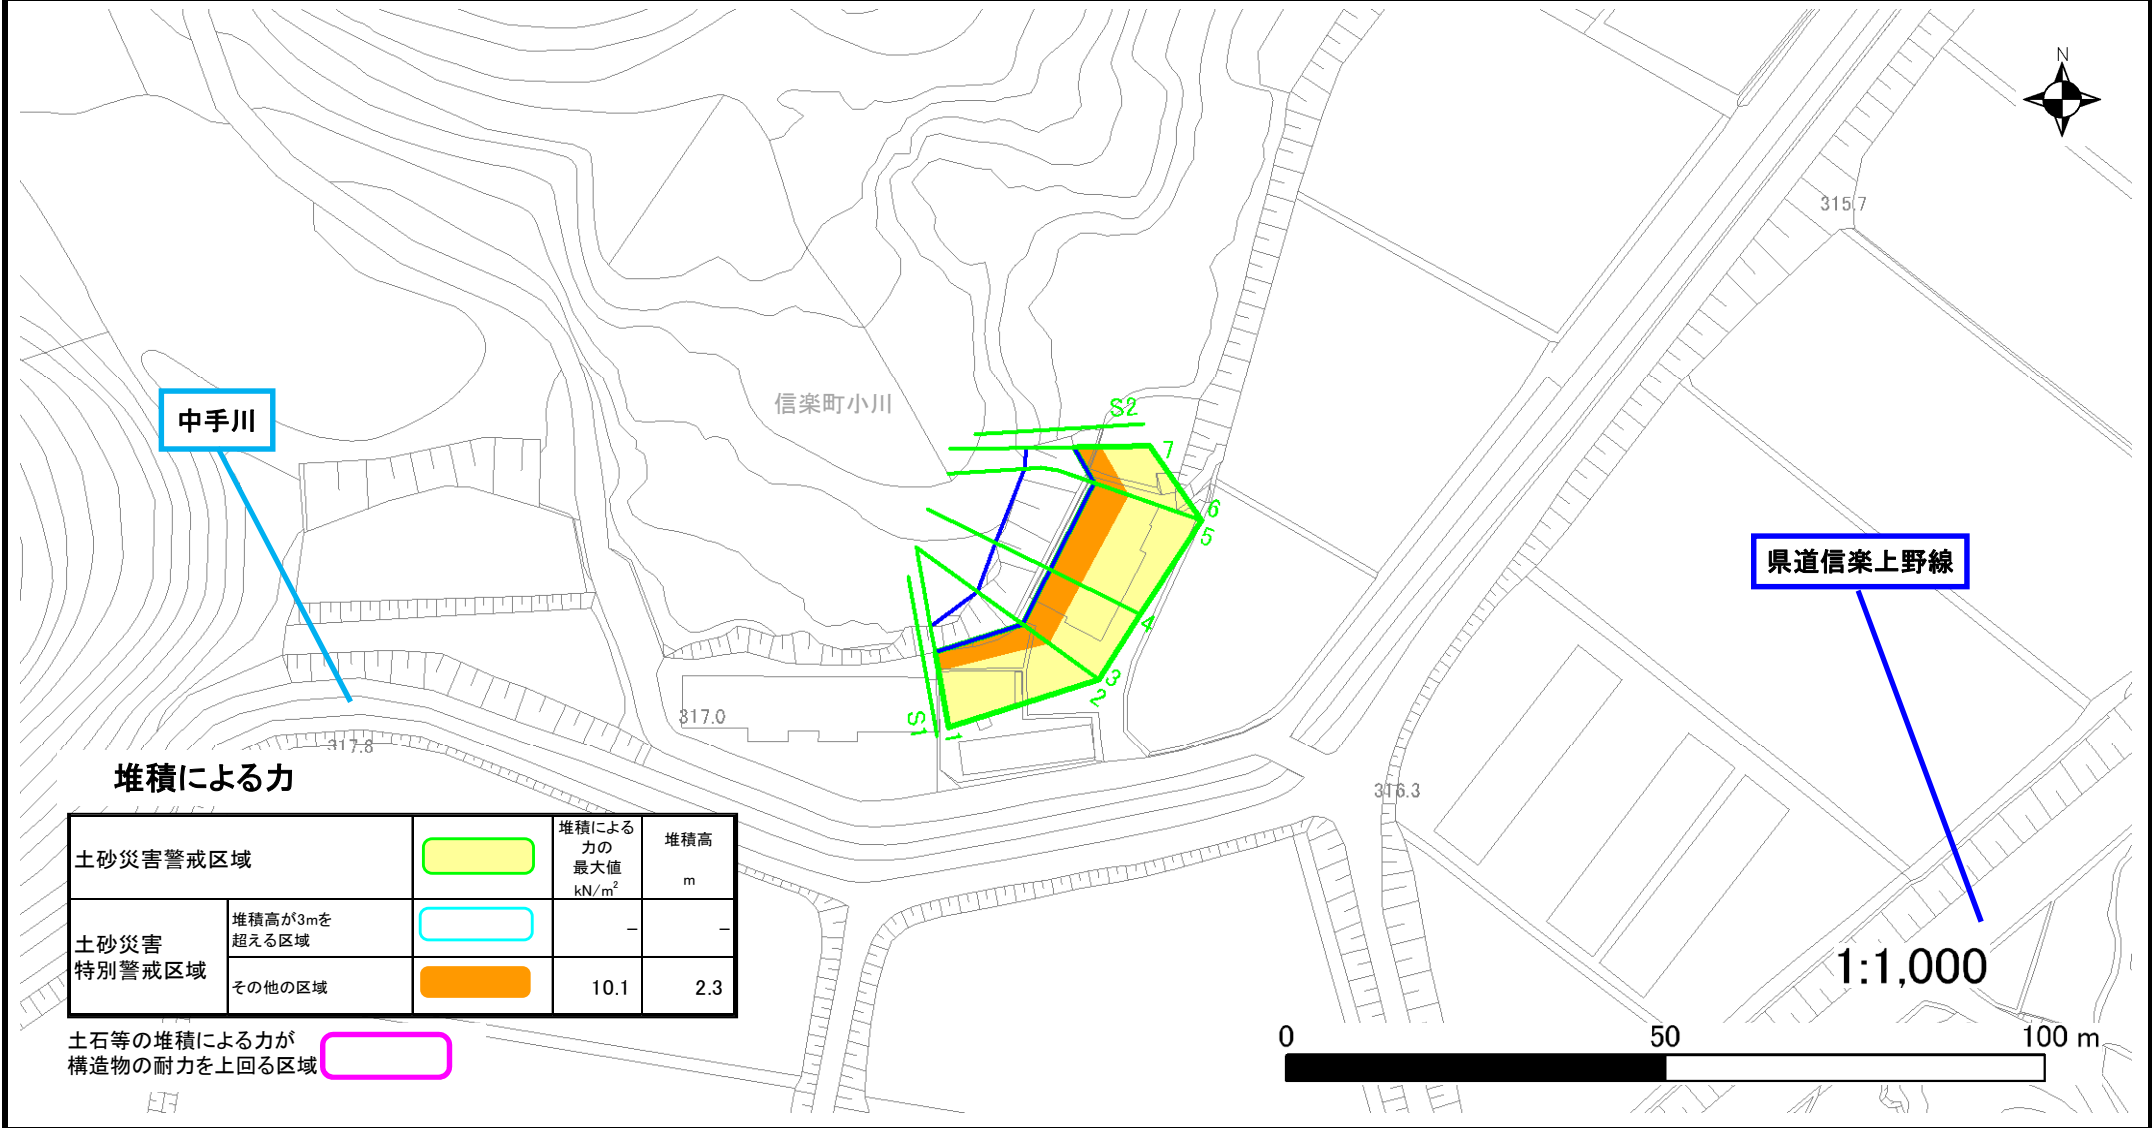 N
315.7
中手川
信楽町小川
S2
7
6
5
県道信楽上野線
4
3
2
S1
1
317.0
317.8
316.3
堆積による力
土砂災害警戒区域
堆積による
力の
最大値
kN/m²
堆積高
m
土砂災害
特別警戒区域
堆積高が3mを
超える区域
－
－
その他の区域
10.1
2.3
土石等の堆積による力が
構造物の耐力を上回る区域
1:1,000
0 50 100 m